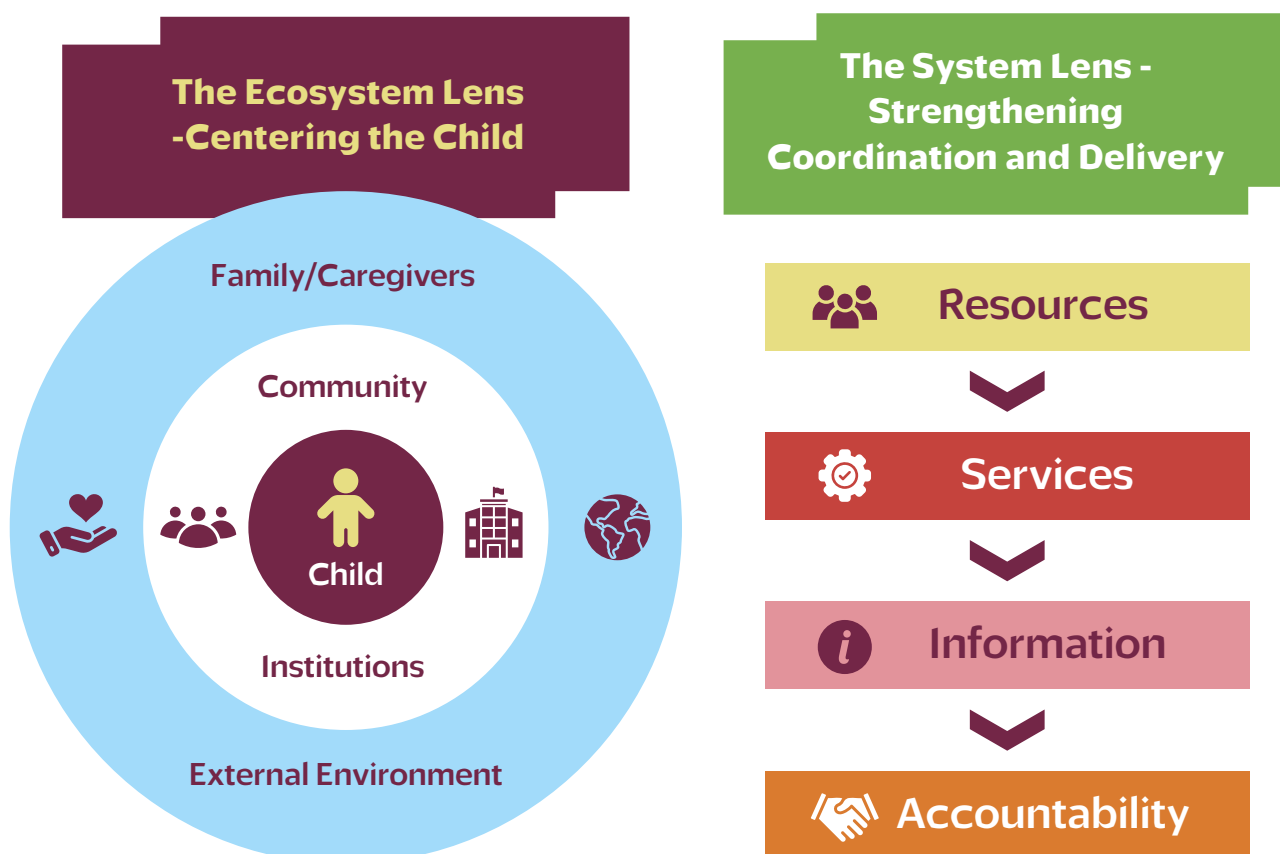 The Ecosystem Lens
-Centering the Child
Family/Caregivers
Community
Child
Institutions
External Environment
The System Lens -
Strengthening
Coordination and Delivery
Resources
Services
Information
Accountability